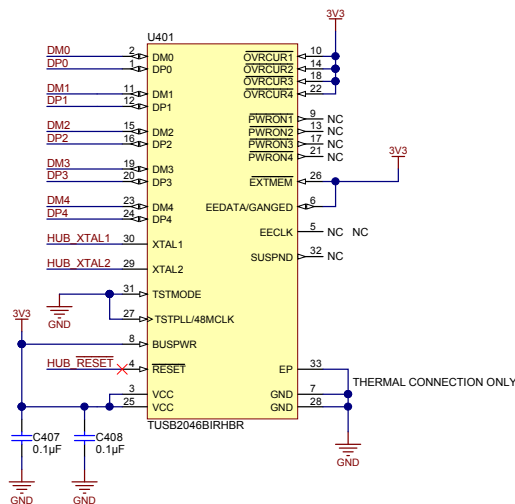 U401
3V3
DM0 2 DM0 OVRCUR1 10
DP0 1 DP0 OVRCUR2 14
OVRCUR3 18
DM1 11 DM1 OVRCUR4 22
DP1 12 DP1
PWRON1 9 NC
DM2 15 DM2 PWRON2 13 NC
DP2 16 DP2 PWRON3 17 NC
PWRON4 21 NC
3V3
DM3 19 DM3
DP3 20 DP3 EXTMEM 26
DM4 23 DM4 EEDATA/GANGED 6
DP4 24 DP4
EECLK 5 NC NC
HUB_XTAL1 30 XTAL1
SUSPND 32 NC
HUB_XTAL2 29 XTAL2
31 TSTMODE
GND
3V3
27 TSTPLL/48MCLK
8 BUSPWR
HUB_RESET 4 RESET EP 33
THERMAL CONNECTION ONLY
3 VCC GND 7
25 VCC GND 28
TUSB2046BIRHBR
C407
0.1µF
C408
0.1µF
GND
GND
GND